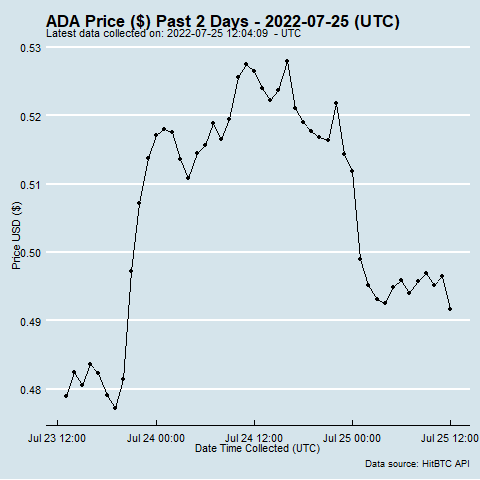 ADA Price ($) Past 2 Days - 2022-07-25 (UTC)
Latest data collected on: 2022-07-25 12:04:09 - UTC
0.53
0.52
0.51
0.50
0.49
0.48
Price USD ($)
Jul 23 12:00 Jul 24 00:00 Jul 24 12:00 Jul 25 00:00 Jul 25 12:00
Date Time Collected (UTC)
Data source: HitBTC API